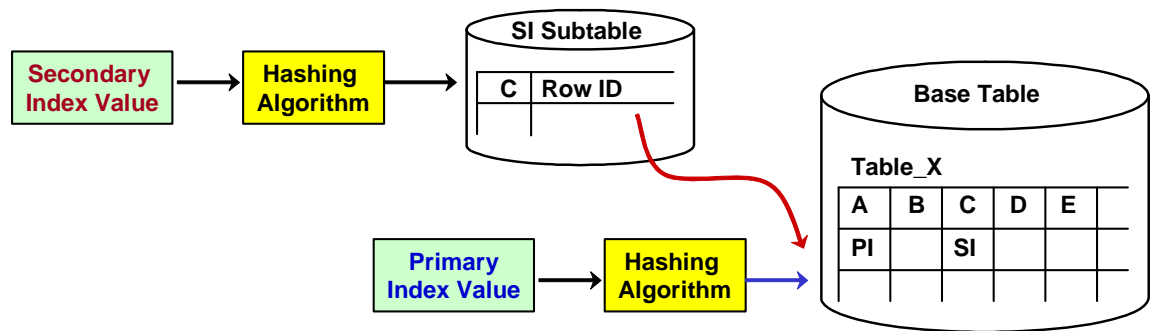 SI Subtable
Secondary
Index Value
Hashing
Algorithm
C Row ID
Base Table
Table_X
A B C D E
PI SI
Primary
Index Value
Hashing
Algorithm